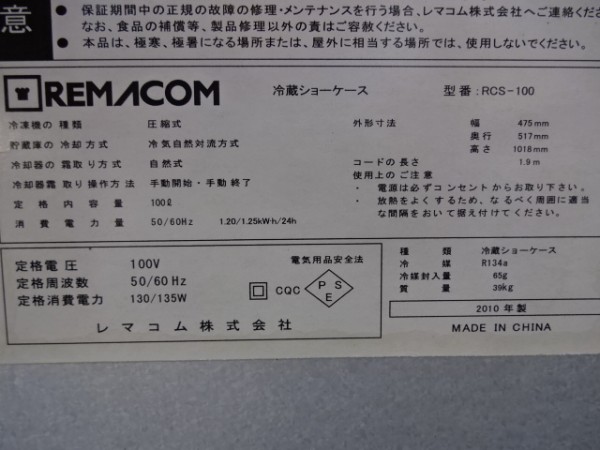 意
● 保証期間中の正規の故障の修理・メンテナンスを行う場合、レマコム株式会社へご連絡くださ
なお、食品の補償等、製品修理以外の責はご容赦ください。
● 本品は、極寒、極暑になる場所または、屋外に相当する場所では、使用しないでください。
REMACOM 冷蔵ショーケース 型番:RCS-100
冷凍機の種類 圧縮式
貯蔵庫の冷却方式 冷気自然対流方式
冷却器の霜取り方式 自然式
冷却器霜取り操作方法 手動開始・手動終了
定格内容量 100ℓ
消費電力量 50/60Hz 1.20/1.25kW·h/24h
外形寸法 幅 475mm
奥行 517mm
高さ 1018mm
コードの長さ 1.9m
使用上のご注意
・ 電源は必ずコンセントからお取り下さい。
・ 放熱をよくするため、なるべく周囲に適当
な間隔をおいて据え付けてください。
定格電圧 100V
定格周波数 50/60 Hz
定格消費電力 130/135W
電気用品安全法
CQC
PSE
レマコム株式会社
種類 冷蔵ショーケース
冷媒 R134a
冷媒封入量 65g
質量 39kg
2010年製
MADE IN CHINA